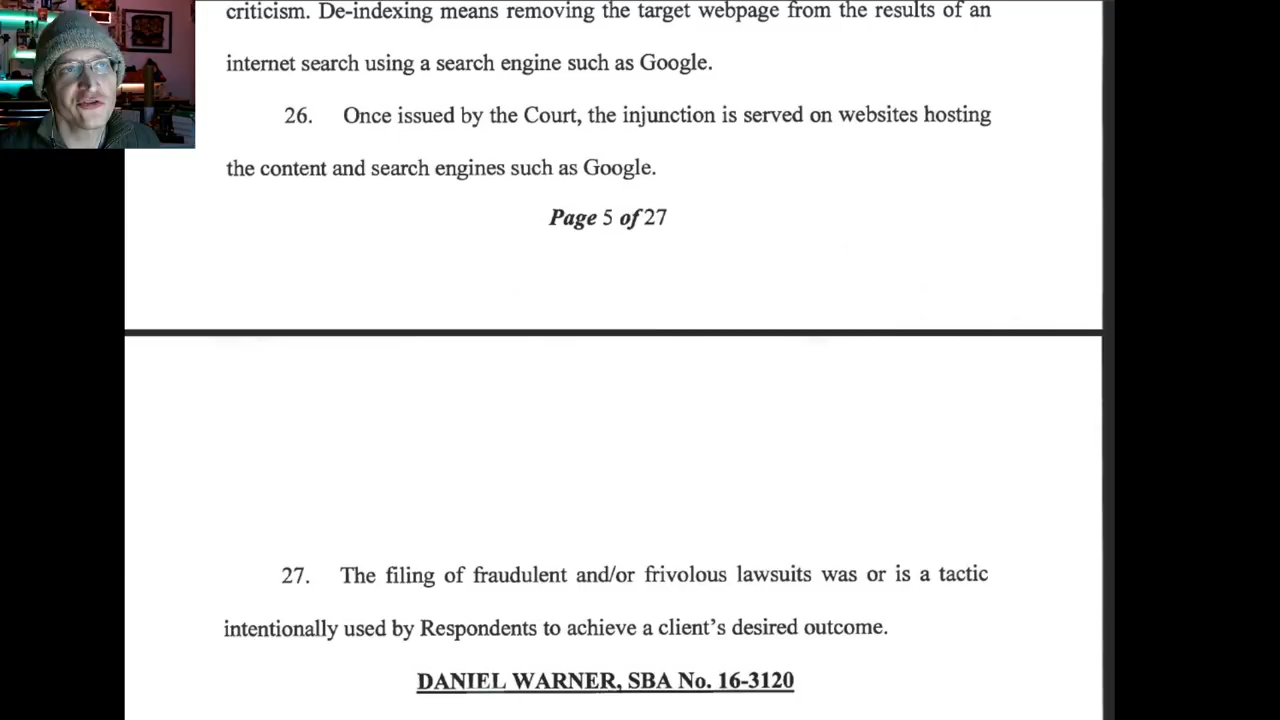 criticism. De-indexing means removing the target webpage from the results of an
internet search using a search engine such as Google.
26. Once issued by the Court, the injunction is served on websites hosting
the content and search engines such as Google.
Page 5 of 27
27. The filing of fraudulent and/or frivolous lawsuits was or is a tactic
intentionally used by Respondents to achieve a client's desired outcome.
DANIEL WARNER, SBA No. 16-3120